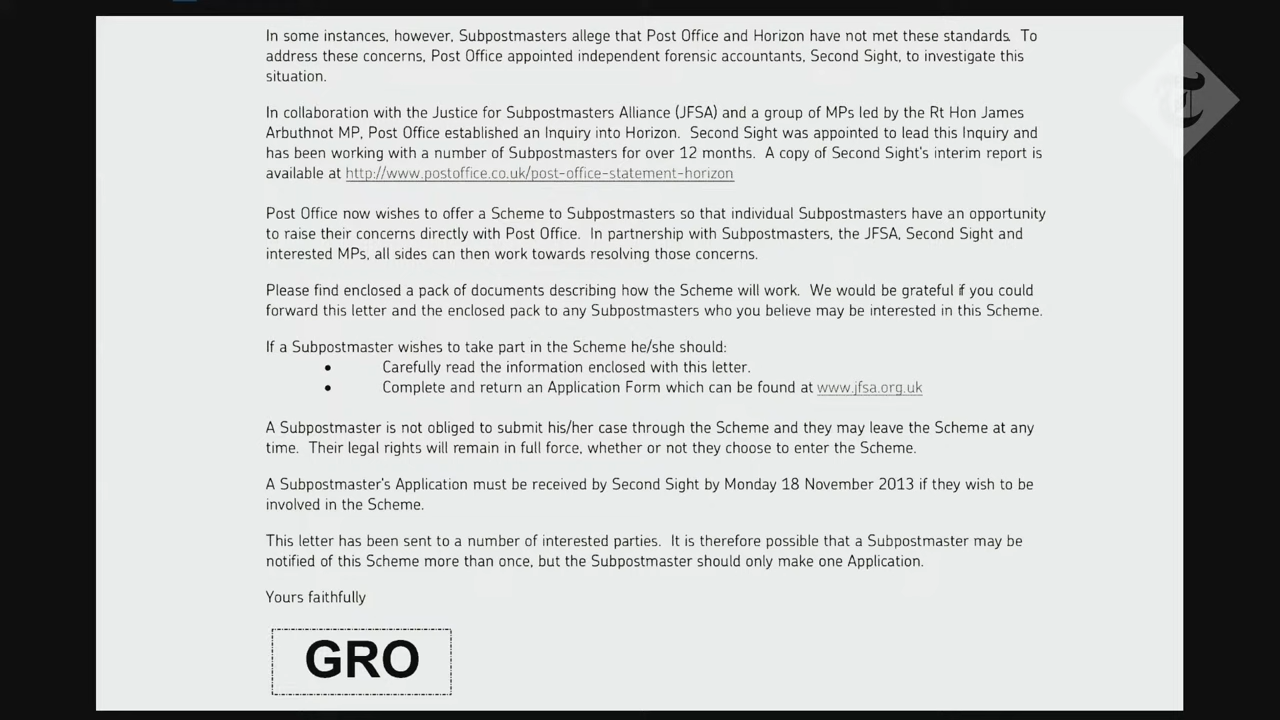 In some instances, however, Subpostmasters allege that Post Office and Horizon have not met these standards. To
address these concerns, Post Office appointed independent forensic accountants, Second Sight, to investigate this
situation.
In collaboration with the Justice for Subpostmasters Alliance (JFSA) and a group of MPs led by the Rt Hon James
Arbuthnot MP, Post Office established an Inquiry into Horizon. Second Sight was appointed to lead this Inquiry and
has been working with a number of Subpostmasters for over 12 months. A copy of Second Sight's interim report is
available at http://www.postoffice.co.uk/post-office-statement-horizon
Post Office now wishes to offer a Scheme to Subpostmasters so that individual Subpostmasters have an opportunity
to raise their concerns directly with Post Office. In partnership with Subpostmasters, the JFSA, Second Sight and
interested MPs, all sides can then work towards resolving those concerns.
Please find enclosed a pack of documents describing how the Scheme will work. We would be grateful if you could
forward this letter and the enclosed pack to any Subpostmasters who you believe may be interested in this Scheme.
If a Subpostmaster wishes to take part in the Scheme he/she should:
• Carefully read the information enclosed with this letter.
• Complete and return an Application Form which can be found at www.jfsa.org.uk
A Subpostmaster is not obliged to submit his/her case through the Scheme and they may leave the Scheme at any
time. Their legal rights will remain in full force, whether or not they choose to enter the Scheme.
A Subpostmaster's Application must be received by Second Sight by Monday 18 November 2013 if they wish to be
involved in the Scheme.
This letter has been sent to a number of interested parties. It is therefore possible that a Subpostmaster may be
notified of this Scheme more than once, but the Subpostmaster should only make one Application.
Yours faithfully
GRO